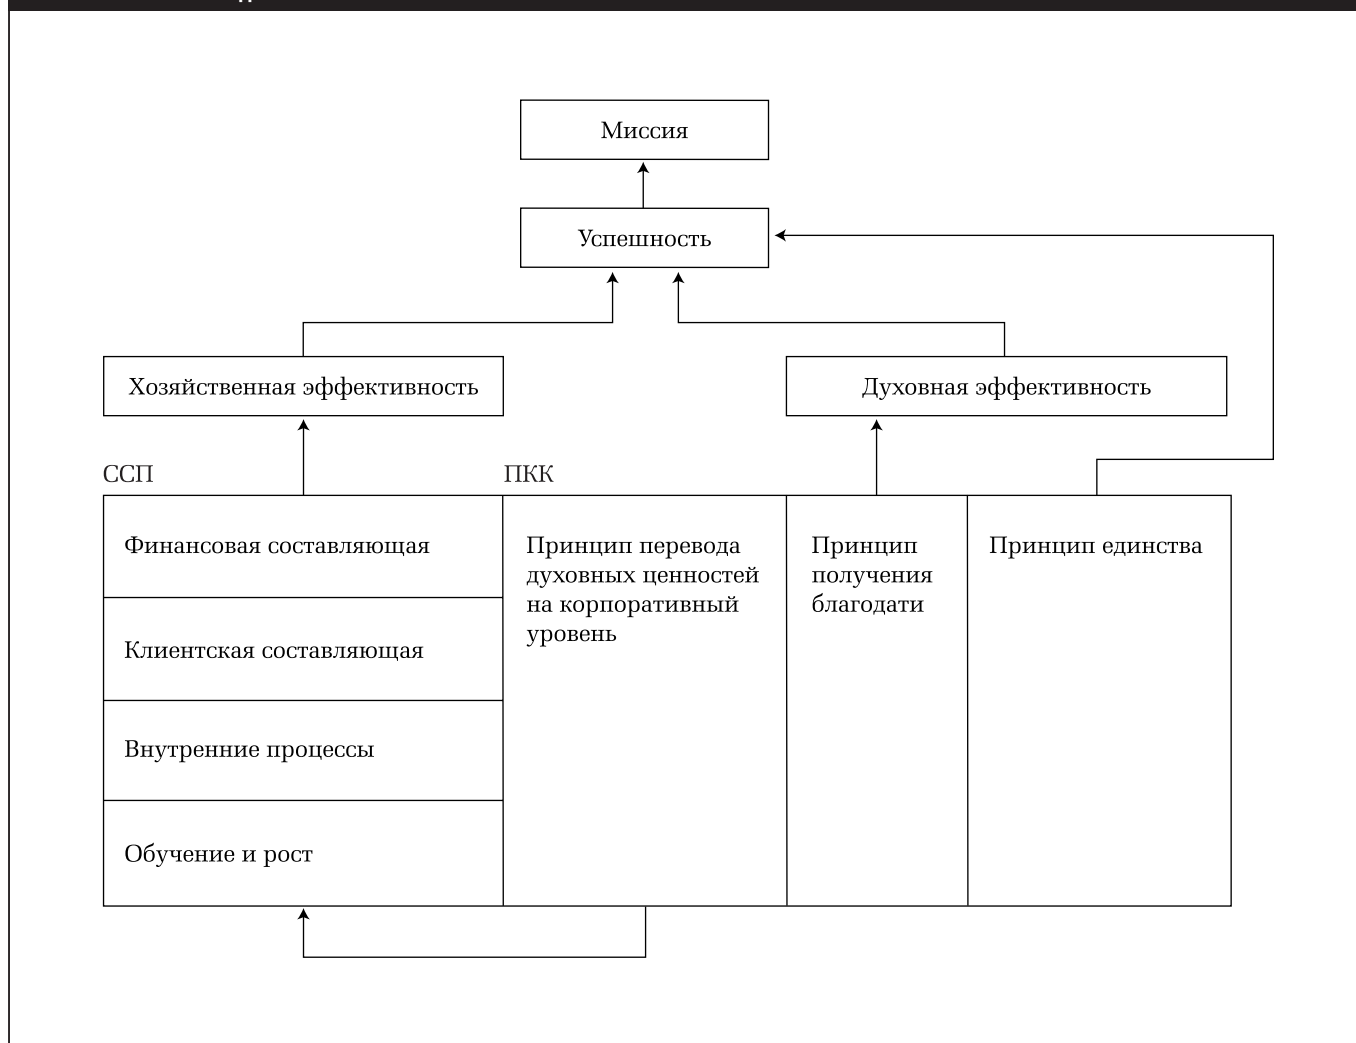 Миссия
Успешность
Хозяйственная эффективность
Духовная эффективность
ССП
ПКК
Финансовая составляющая
Клиентская составляющая
Внутренние процессы
Обучение и рост
Принцип перевода
духовных ценностей
на корпоративный
уровень
Принцип
получения
благодати
Принцип единства